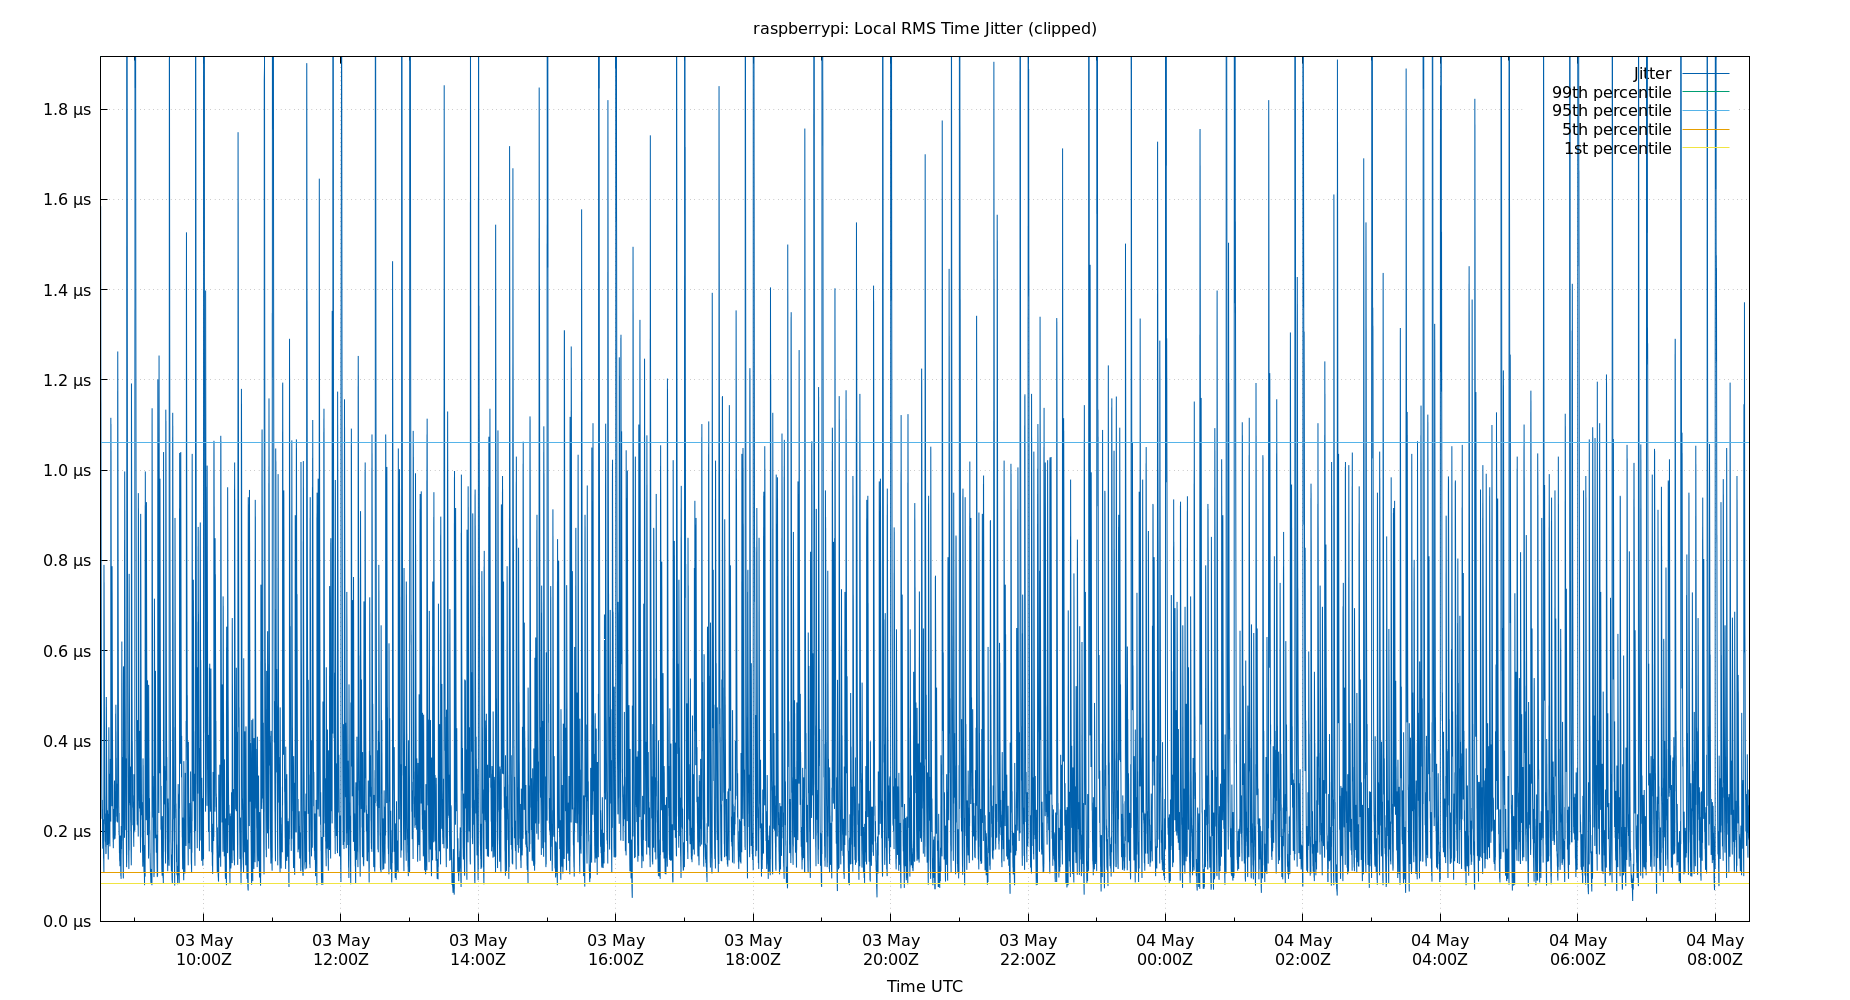 raspberrypi: Local RMS Time Jitter (clipped)
Jitter
99th percentile
95th percentile
5th percentile
1st percentile
1.8 μs
1.6 μs
1.4 μs
1.2 μs
1.0 μs
0.8 μs
0.6 μs
0.4 μs
0.2 μs
0.0 μs
03 May 03 May 03 May 03 May 03 May 03 May 03 May 04 May 04 May 04 May 04 May 04 May
10:00Z 12:00Z 14:00Z 16:00Z 18:00Z 20:00Z 22:00Z 00:00Z 02:00Z 04:00Z 06:00Z 08:00Z
Time UTC